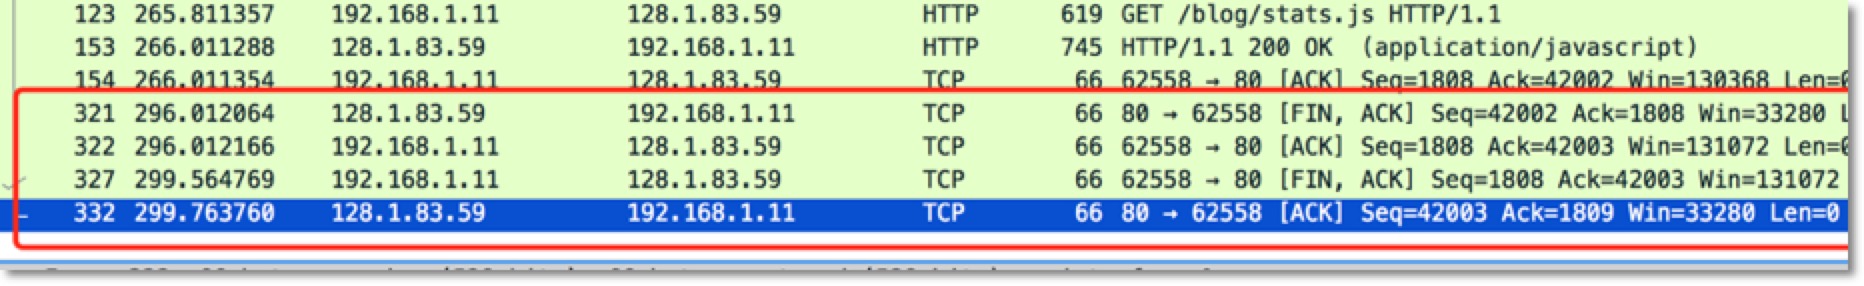 123 265.811357 192.168.1.11 128.1.83.59 HTTP 619 GET /blog/stats.js HTTP/1.1
153 266.011288 128.1.83.59 192.168.1.11 HTTP 745 HTTP/1.1 200 OK (application/javascript)
154 266.011354 192.168.1.11 128.1.83.59 TCP 66 62558 → 80 [ACK] Seq=1808 Ack=42002 Win=130368 Len=0
321 296.012064 128.1.83.59 192.168.1.11 TCP 66 80 → 62558 [FIN, ACK] Seq=42002 Ack=1808 Win=33280 L
322 296.012166 192.168.1.11 128.1.83.59 TCP 66 62558 → 80 [ACK] Seq=1808 Ack=42003 Win=131072 Len=0
327 299.564769 192.168.1.11 128.1.83.59 TCP 66 62558 → 80 [FIN, ACK] Seq=1808 Ack=42003 Win=131072
332 299.763760 128.1.83.59 192.168.1.11 TCP 66 80 → 62558 [ACK] Seq=42003 Ack=1809 Win=33280 Len=0